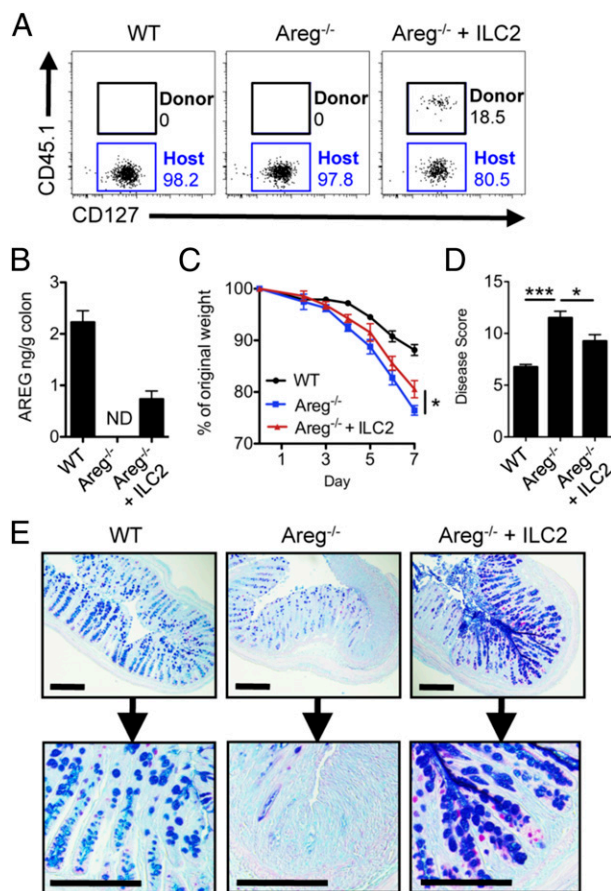 A
WT Areg-/- Areg-/- + ILC2
CD45.1
Donor
0
Host
98.2
Donor
0
Host
97.8
Donor
18.5
Host
80.5
CD127
B
AREG ng/g colon
3
2
1
0
ND
WT
Areg-/-
Areg-/-
+ ILC2
C
% of original weight
100
90
80
70
WT
Areg-/-
Areg-/- + ILC2
*
1 3 5 7
Day
D
Disease Score
15
10
5
0
*** *
WT
Areg-/-
Areg-/-
+ ILC2
E
WT Areg-/- Areg-/- + ILC2